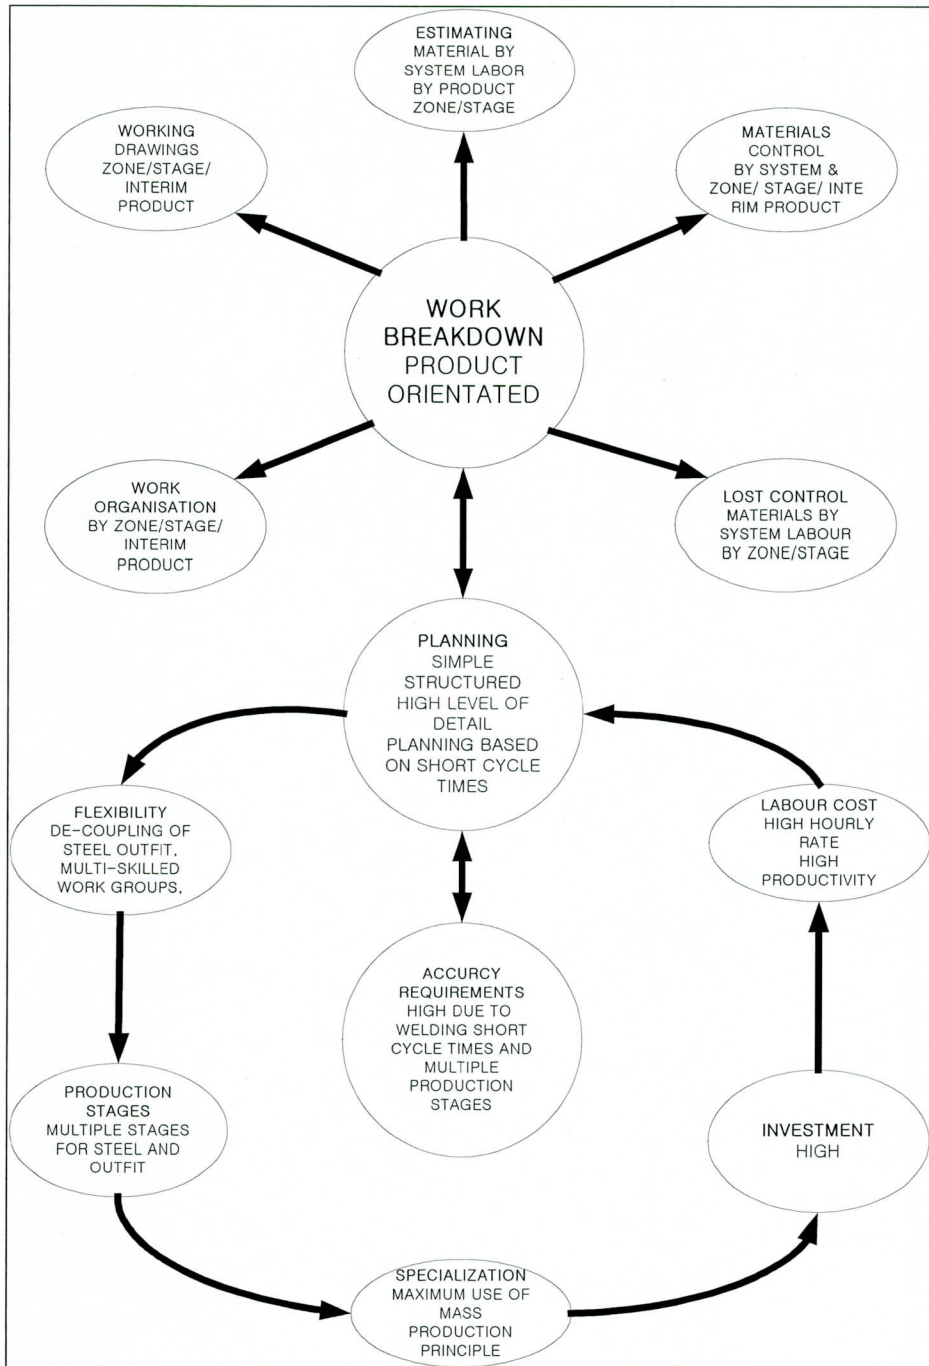 ESTIMATING
MATERIAL BY
SYSTEM LABOR
BY PRODUCT
ZONE/STAGE
WORKING
DRAWINGS
ZONE/STAGE/
INTERIM
PRODUCT
MATERIALS
CONTROL
BY SYSTEM &
ZONE/ STAGE/ INTE
RIM PRODUCT
WORK
BREAKDOWN
PRODUCT
ORIENTATED
WORK
ORGANISATION
BY ZONE/STAGE/
INTERIM
PRODUCT
LOST CONTROL
MATERIALS BY
SYSTEM LABOUR
BY ZONE/STAGE
PLANNING
SIMPLE
STRUCTURED
HIGH LEVEL OF
DETAIL
PLANNING BASED
ON SHORT CYCLE
TIMES
FLEXIBILITY
DE-COUPLING OF
STEEL OUTFIT,
MULTI-SKILLED
WORK GROUPS,
LABOUR COST
HIGH HOURLY
RATE
HIGH
PRODUCTIVITY
ACCURCY
REQUIREMENTS
HIGH DUE TO
WELDING SHORT
CYCLE TIMES AND
MULTIPLE
PRODUCTION
STAGES
PRODUCTION
STAGES
MULTIPLE STAGES
FOR STEEL AND
OUTFIT
INVESTMENT
HIGH
SPECIALIZATION
MAXIMUM USE OF
MASS
PRODUCTION
PRINCIPLE